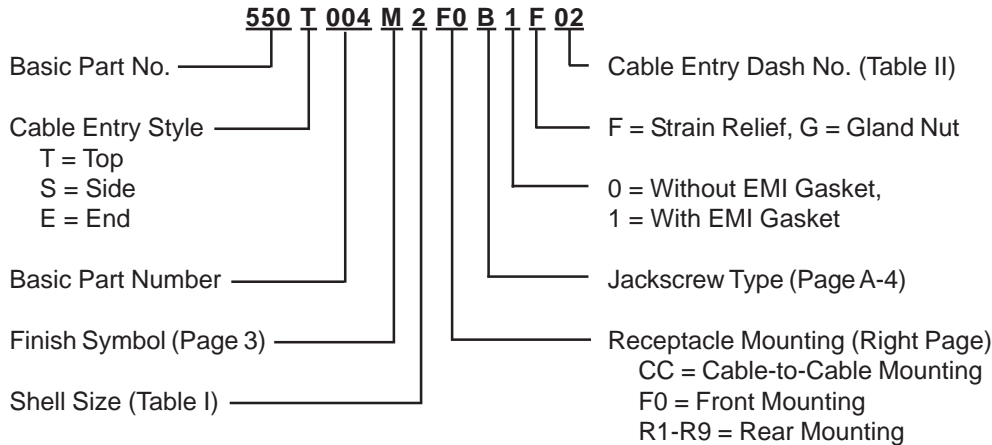 550 T 004 M 2 F0 B 1 F 02
Basic Part No.
Cable Entry Style
T = Top
S = Side
E = End
Basic Part Number
Finish Symbol (Page 3)
Shell Size (Table I)
Cable Entry Dash No. (Table II)
F = Strain Relief, G = Gland Nut
0 = Without EMI Gasket,
1 = With EMI Gasket
Jackscrew Type (Page A-4)
Receptacle Mounting (Right Page)
CC = Cable-to-Cable Mounting
F0 = Front Mounting
R1-R9 = Rear Mounting